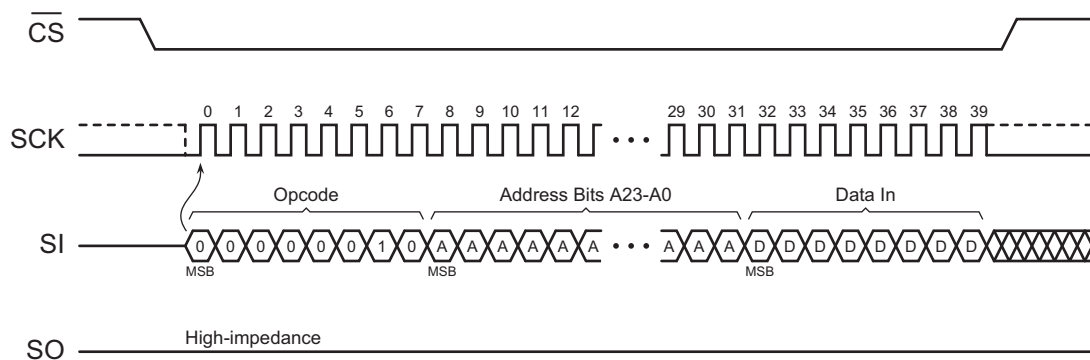 CS
0 1 2 3 4 5 6 7 8 9 10 11 12 29 30 31 32 33 34 35 36 37 38 39
SCK
Opcode Address Bits A23-A0 Data In
SI 0 0 0 0 0 0 1 0 A A A A A A A A A D D D D D D D D
MSB MSB MSB
High-impedance
SO